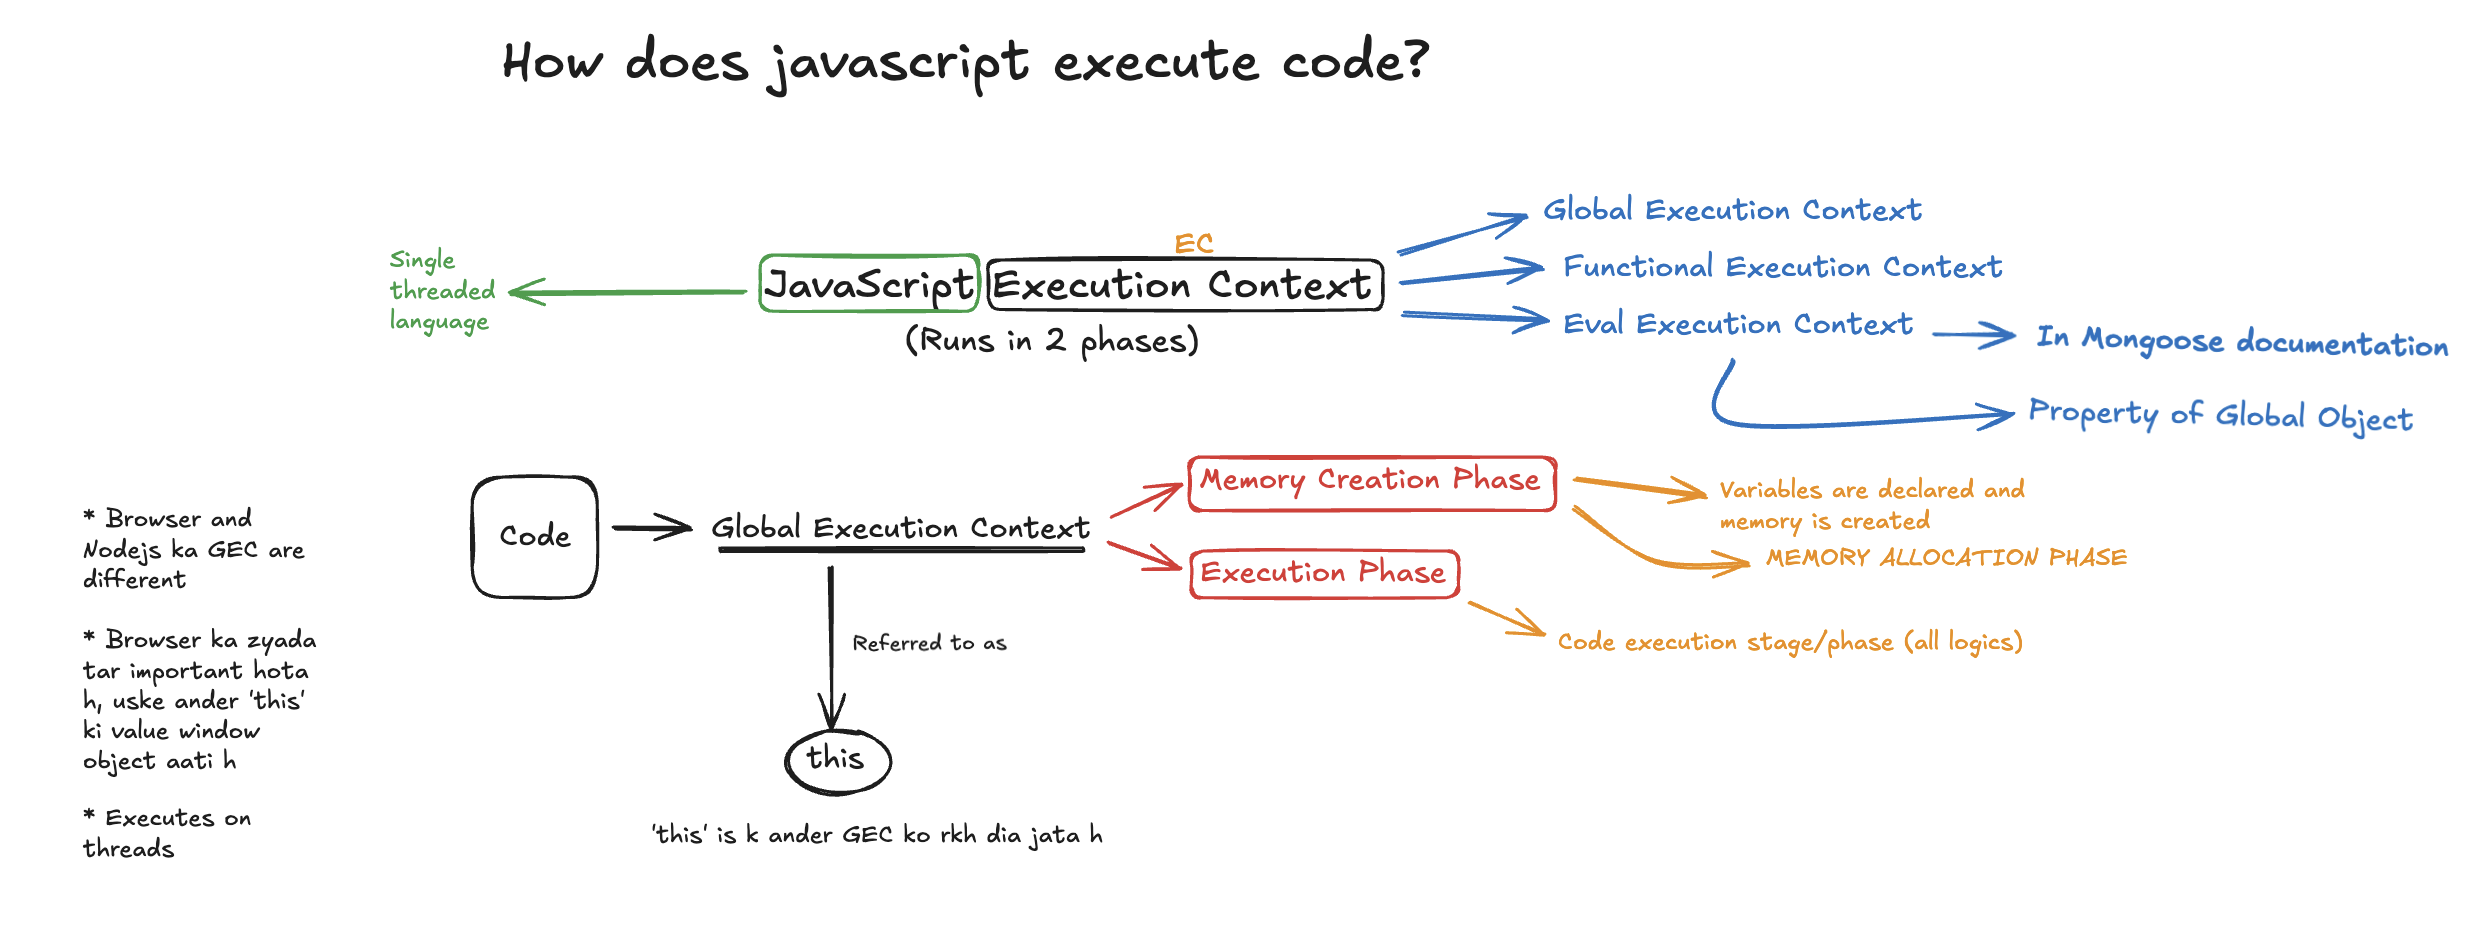 How does javascript execute code?
Global Execution Context
EC
Single
threaded
language
JavaScript Execution Context
Functional Execution Context
(Runs in 2 phases)
Eval Execution Context
In Mongoose documentation
Property of Global Object
* Browser and
Nodejs ka GEC are
different
* Browser ka zyada
tar important hota
h, uske ander 'this'
ki value window
object aati h
* Executes on
threads
Code
Global Execution Context
Memory Creation Phase
Variables are declared and
memory is created
MEMORY ALLOCATION PHASE
Execution Phase
Code execution stage/phase (all logics)
Referred to as
this
'this' is k ander GEC ko rkh dia jata h